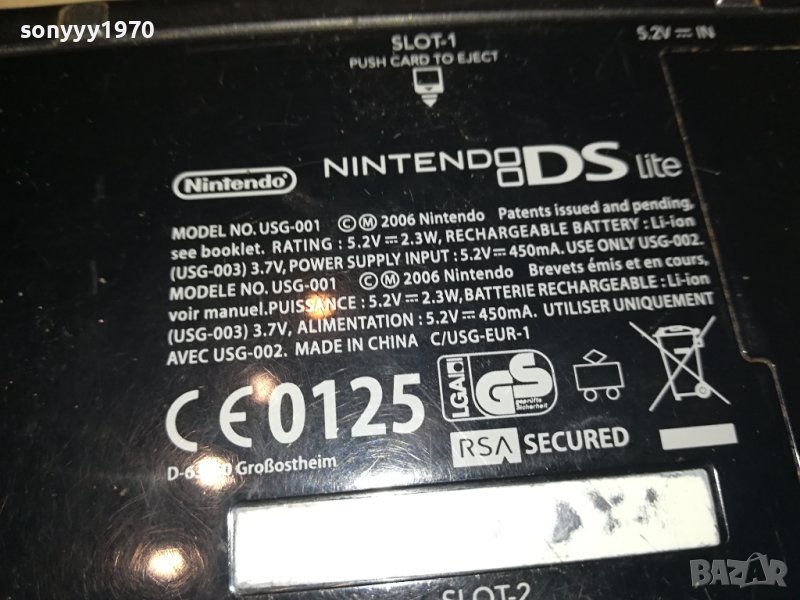 sonyyy1970
SLOT-1
PUSH CARD TO EJECT
5.2V⎓IN
Nintendo
NINTENDO DS lite
MODEL NO. USG-001 ©Ⓜ 2006 Nintendo Patents issued and pending,
see booklet. RATING : 5.2V⎓2.3W, RECHARGEABLE BATTERY : Li-ion
(USG-003) 3.7V, POWER SUPPLY INPUT : 5.2V⎓450mA. USE ONLY USG-002.
MODELE NO. USG-001 ©Ⓜ 2006 Nintendo Brevets émis et en cours,
voir manuel.PUISSANCE : 5.2V⎓2.3W, BATTERIE RECHARGEABLE : Li-ion
(USG-003) 3.7V, ALIMENTATION : 5.2V⎓450mA. UTILISER UNIQUEMENT
AVEC USG-002. MADE IN CHINA C/USG-EUR-1
CE0125
LGA
GS
geprüfte
Sicherheit
RSA SECURED
Großostheim
SLOT-2
BAZAR